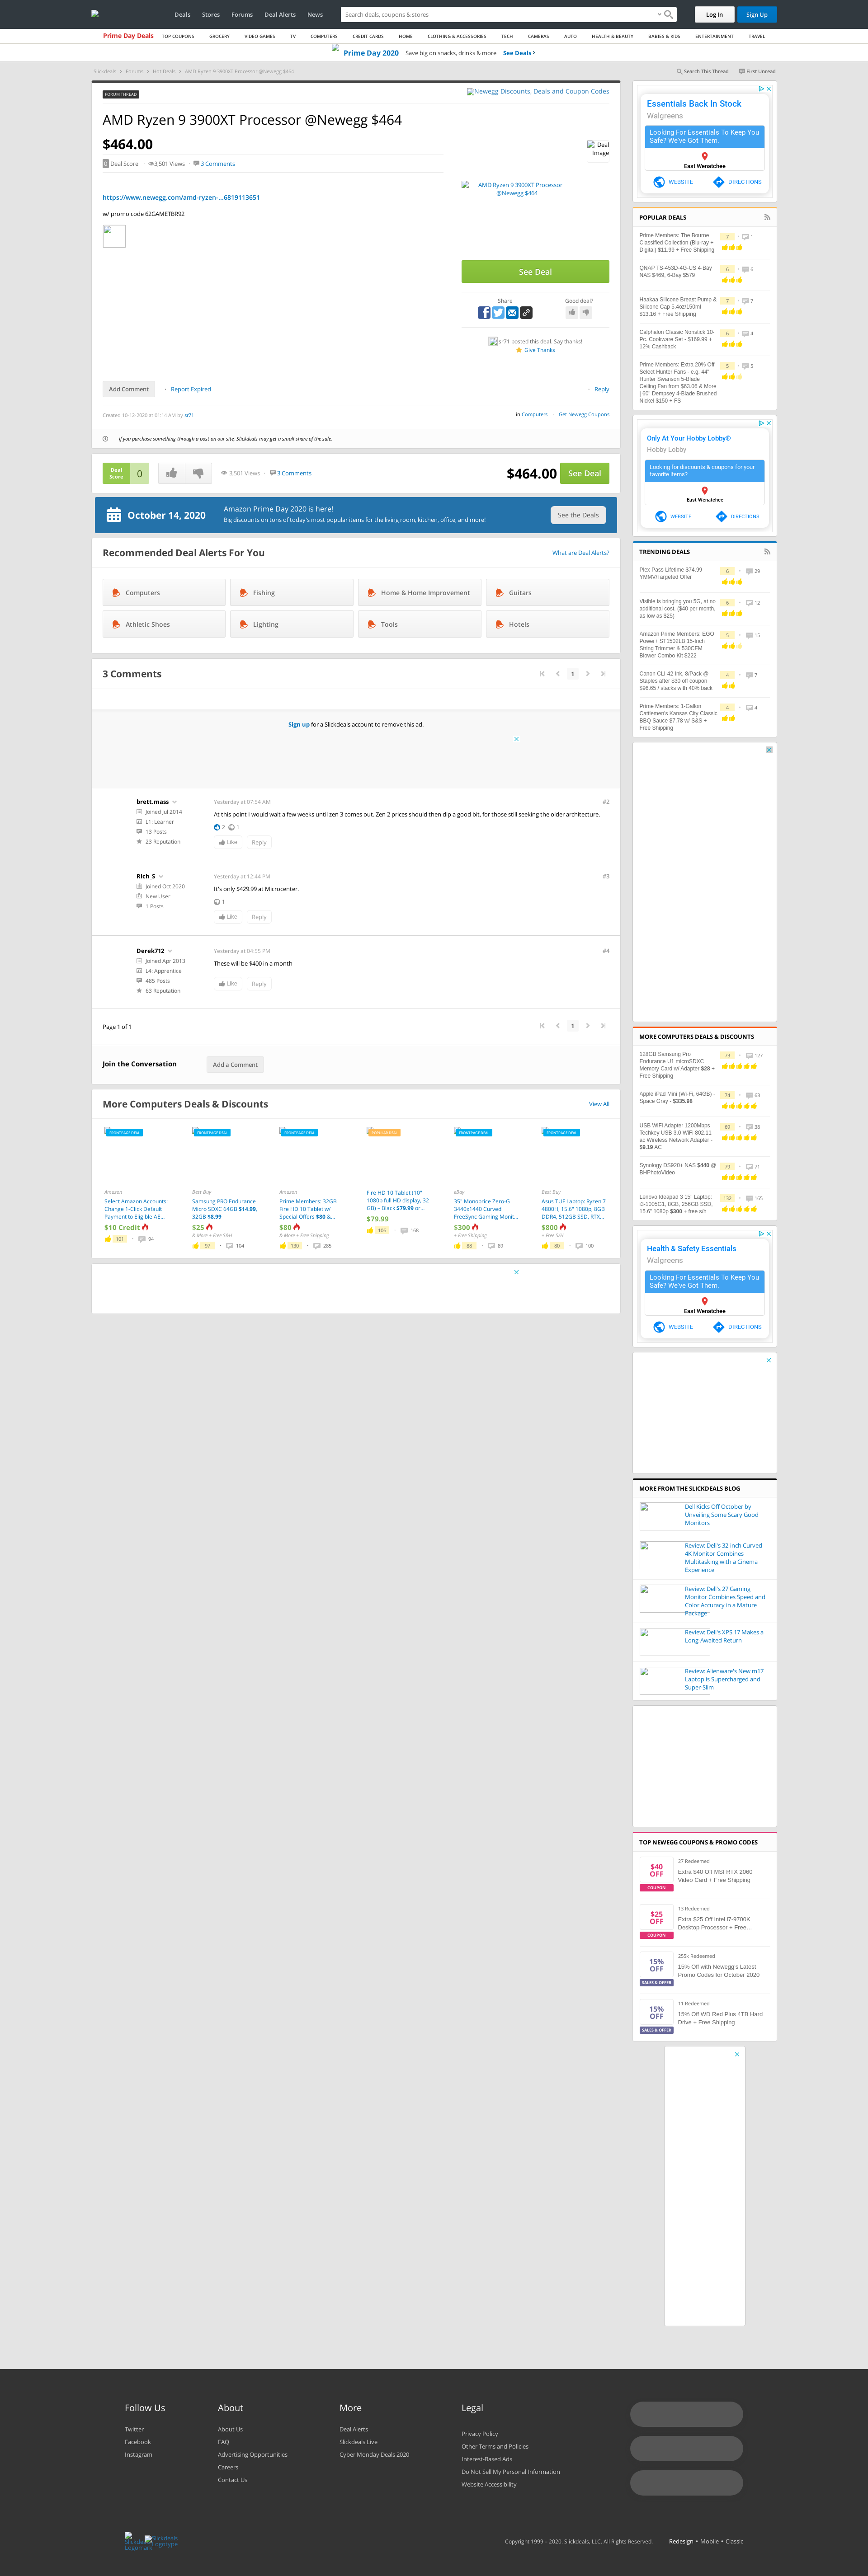 Deals
Stores
Forums
Deal Alerts
News
Search deals, coupons & stores
Log In
Sign Up
Prime Day Deals
TOP COUPONS
GROCERY
VIDEO GAMES
TV
COMPUTERS
CREDIT CARDS
HOME
CLOTHING & ACCESSORIES
TECH
CAMERAS
AUTO
HEALTH & BEAUTY
BABIES & KIDS
ENTERTAINMENT
TRAVEL
Prime Day 2020 Save big on snacks, drinks & more See Deals ›
Slickdeals › Forums › Hot Deals › AMD Ryzen 9 3900XT Processor @Newegg $464
Search This Thread
First Unread
FORUM THREAD
Newegg Discounts, Deals and Coupon Codes
AMD Ryzen 9 3900XT Processor @Newegg $464
$464.00
Deal Image
0 Deal Score · 3,501 Views · 3 Comments
AMD Ryzen 9 3900XT Processor
@Newegg $464
https://www.newegg.com/amd-ryzen-...6819113651
w/ promo code 62GAMETBR92
See Deal
Share
Good deal?
sr71 posted this deal. Say thanks!
Give Thanks
Add Comment
Report Expired
Reply
Created 10-12-2020 at 01:14 AM by sr71
in Computers
Get Newegg Coupons
If you purchase something through a post on our site, Slickdeals may get a small share of the sale.
Deal Score
0
3,501 Views · 3 Comments
$464.00
See Deal
October 14, 2020
Amazon Prime Day 2020 is here!
Big discounts on tons of today's most popular items for the living room, kitchen, office, and more!
See the Deals
Recommended Deal Alerts For You
What are Deal Alerts?
Computers
Fishing
Home & Home Improvement
Guitars
Athletic Shoes
Lighting
Tools
Hotels
3 Comments
1
Sign up for a Slickdeals account to remove this ad.
brett.mass
Joined Jul 2014
L1: Learner
13 Posts
23 Reputation
Yesterday at 07:54 AM
#2
At this point I would wait a few weeks until zen 3 comes out. Zen 2 prices should then dip a good bit, for those still seeking the older architecture.
2 1
Like
Reply
Rich_S
Joined Oct 2020
New User
1 Posts
Yesterday at 12:44 PM
#3
It's only $429.99 at Microcenter.
1
Like
Reply
Derek712
Joined Apr 2013
L4: Apprentice
485 Posts
63 Reputation
Yesterday at 04:55 PM
#4
These will be $400 in a month
Like
Reply
Page 1 of 1
1
Join the Conversation
Add a Comment
More Computers Deals & Discounts
View All
FRONTPAGE DEAL
Amazon
Select Amazon Accounts:
Change 1-Click Default
Payment to Eligible AE...
$10 Credit
101 · 94
FRONTPAGE DEAL
Best Buy
Samsung PRO Endurance
Micro SDXC 64GB $14.99,
32GB $8.99
$25
& More + Free S&H
97 · 104
FRONTPAGE DEAL
Amazon
Prime Members: 32GB
Fire HD 10 Tablet w/
Special Offers $80 &...
$80
& More + Free Shipping
130 · 285
POPULAR DEAL
Fire HD 10 Tablet (10"
1080p full HD display, 32
GB) – Black $79.99 or...
$79.99
106 · 168
FRONTPAGE DEAL
eBay
35" Monoprice Zero-G
3440x1440 Curved
FreeSync Gaming Monit...
$300
+ Free Shipping
88 · 89
FRONTPAGE DEAL
Best Buy
Asus TUF Laptop: Ryzen 7
4800H, 15.6" 1080p, 8GB
DDR4, 512GB SSD, RTX...
$800
+ Free S/H
80 · 100
Essentials Back In Stock
Walgreens
Looking For Essentials To Keep You
Safe? We've Got Them.
East Wenatchee
WEBSITE
DIRECTIONS
POPULAR DEALS
Prime Members: The Bourne
Classified Collection (Blu-ray +
Digital) $11.99 + Free Shipping
7 · 1
QNAP TS-453D-4G-US 4-Bay
NAS $469, 6-Bay $579
6 · 6
Haakaa Silicone Breast Pump &
Silicone Cap 5.4oz/150ml
$13.16 + Free Shipping
7 · 7
Calphalon Classic Nonstick 10-
Pc. Cookware Set - $169.99 +
12% Cashback
6 · 4
Prime Members: Extra 20% Off
Select Hunter Fans - e.g. 44"
Hunter Swanson 5-Blade
Ceiling Fan from $63.06 & More
| 60" Dempsey 4-Blade Brushed
Nickel $150 + FS
5 · 5
Only At Your Hobby Lobby®
Hobby Lobby
Looking for discounts & coupons for your
favorite items?
East Wenatchee
WEBSITE
DIRECTIONS
TRENDING DEALS
Plex Pass Lifetime $74.99
YMMV/Targeted Offer
6 · 29
Visible is bringing you 5G, at no
additional cost. ($40 per month,
as low as $25)
6 · 12
Amazon Prime Members: EGO
Power+ ST1502LB 15-Inch
String Trimmer & 530CFM
Blower Combo Kit $222
5 · 15
Canon CLI-42 Ink, 8/Pack @
Staples after $30 off coupon
$96.65 / stacks with 40% back
4 · 7
Prime Members: 1-Gallon
Cattlemen's Kansas City Classic
BBQ Sauce $7.78 w/ S&S +
Free Shipping
4 · 4
MORE COMPUTERS DEALS & DISCOUNTS
128GB Samsung Pro
Endurance U1 microSDXC
Memory Card w/ Adapter $28 +
Free Shipping
73 · 127
Apple iPad Mini (Wi-Fi, 64GB) -
Space Gray - $335.98
74 · 63
USB WiFi Adapter 1200Mbps
Techkey USB 3.0 WiFi 802.11
ac Wireless Network Adapter -
$9.19 AC
69 · 38
Synology DS920+ NAS $440 @
BHPhotoVideo
79 · 71
Lenovo Ideapad 3 15" Laptop:
i3-1005G1, 8GB, 256GB SSD,
15.6" 1080p $300 + free s/h
132 · 165
Health & Safety Essentials
Walgreens
Looking For Essentials To Keep You
Safe? We've Got Them.
East Wenatchee
WEBSITE
DIRECTIONS
MORE FROM THE SLICKDEALS BLOG
Dell Kicks Off October by
Unveiling Some Scary Good
Monitors
Review: Dell's 32-inch Curved
4K Monitor Combines
Multitasking with a Cinema
Experience
Review: Dell's 27 Gaming
Monitor Combines Speed and
Color Accuracy in a Mature
Package
Review: Dell's XPS 17 Makes a
Long-Awaited Return
Review: Alienware's New m17
Laptop is Supercharged and
Super-Slim
TOP NEWEGG COUPONS & PROMO CODES
$40 OFF
COUPON
27 Redeemed
Extra $40 Off MSI RTX 2060
Video Card + Free Shipping
$25 OFF
COUPON
13 Redeemed
Extra $25 Off Intel i7-9700K
Desktop Processor + Free...
15% OFF
SALES & OFFER
255k Redeemed
15% Off with Newegg's Latest
Promo Codes for October 2020
15% OFF
SALES & OFFER
11 Redeemed
15% Off WD Red Plus 4TB Hard
Drive + Free Shipping
Follow Us
Twitter
Facebook
Instagram
About
About Us
FAQ
Advertising Opportunities
Careers
Contact Us
More
Deal Alerts
Slickdeals Live
Cyber Monday Deals 2020
Legal
Privacy Policy
Other Terms and Policies
Interest-Based Ads
Do Not Sell My Personal Information
Website Accessibility
Slickdeals Logotype
Copyright 1999 – 2020. Slickdeals, LLC. All Rights Reserved.
Redesign • Mobile • Classic